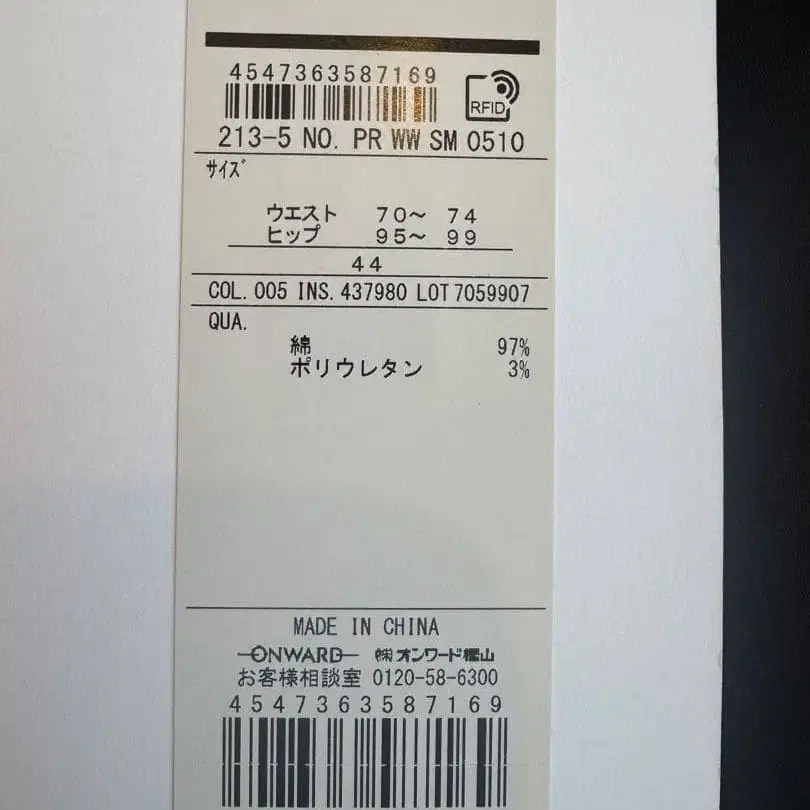 4547363587169
RFID
213-5 NO. PR WW SM 0510
サイズ
ウエスト 70〜 74
ヒップ 95〜 99
44
COL. 005 INS. 437980 LOT 7059907
QUA.
綿 97%
ポリウレタン 3%
MADE IN CHINA
ONWARD ㈱オンワード樫山
お客様相談室 0120-58-6300
4547363587169